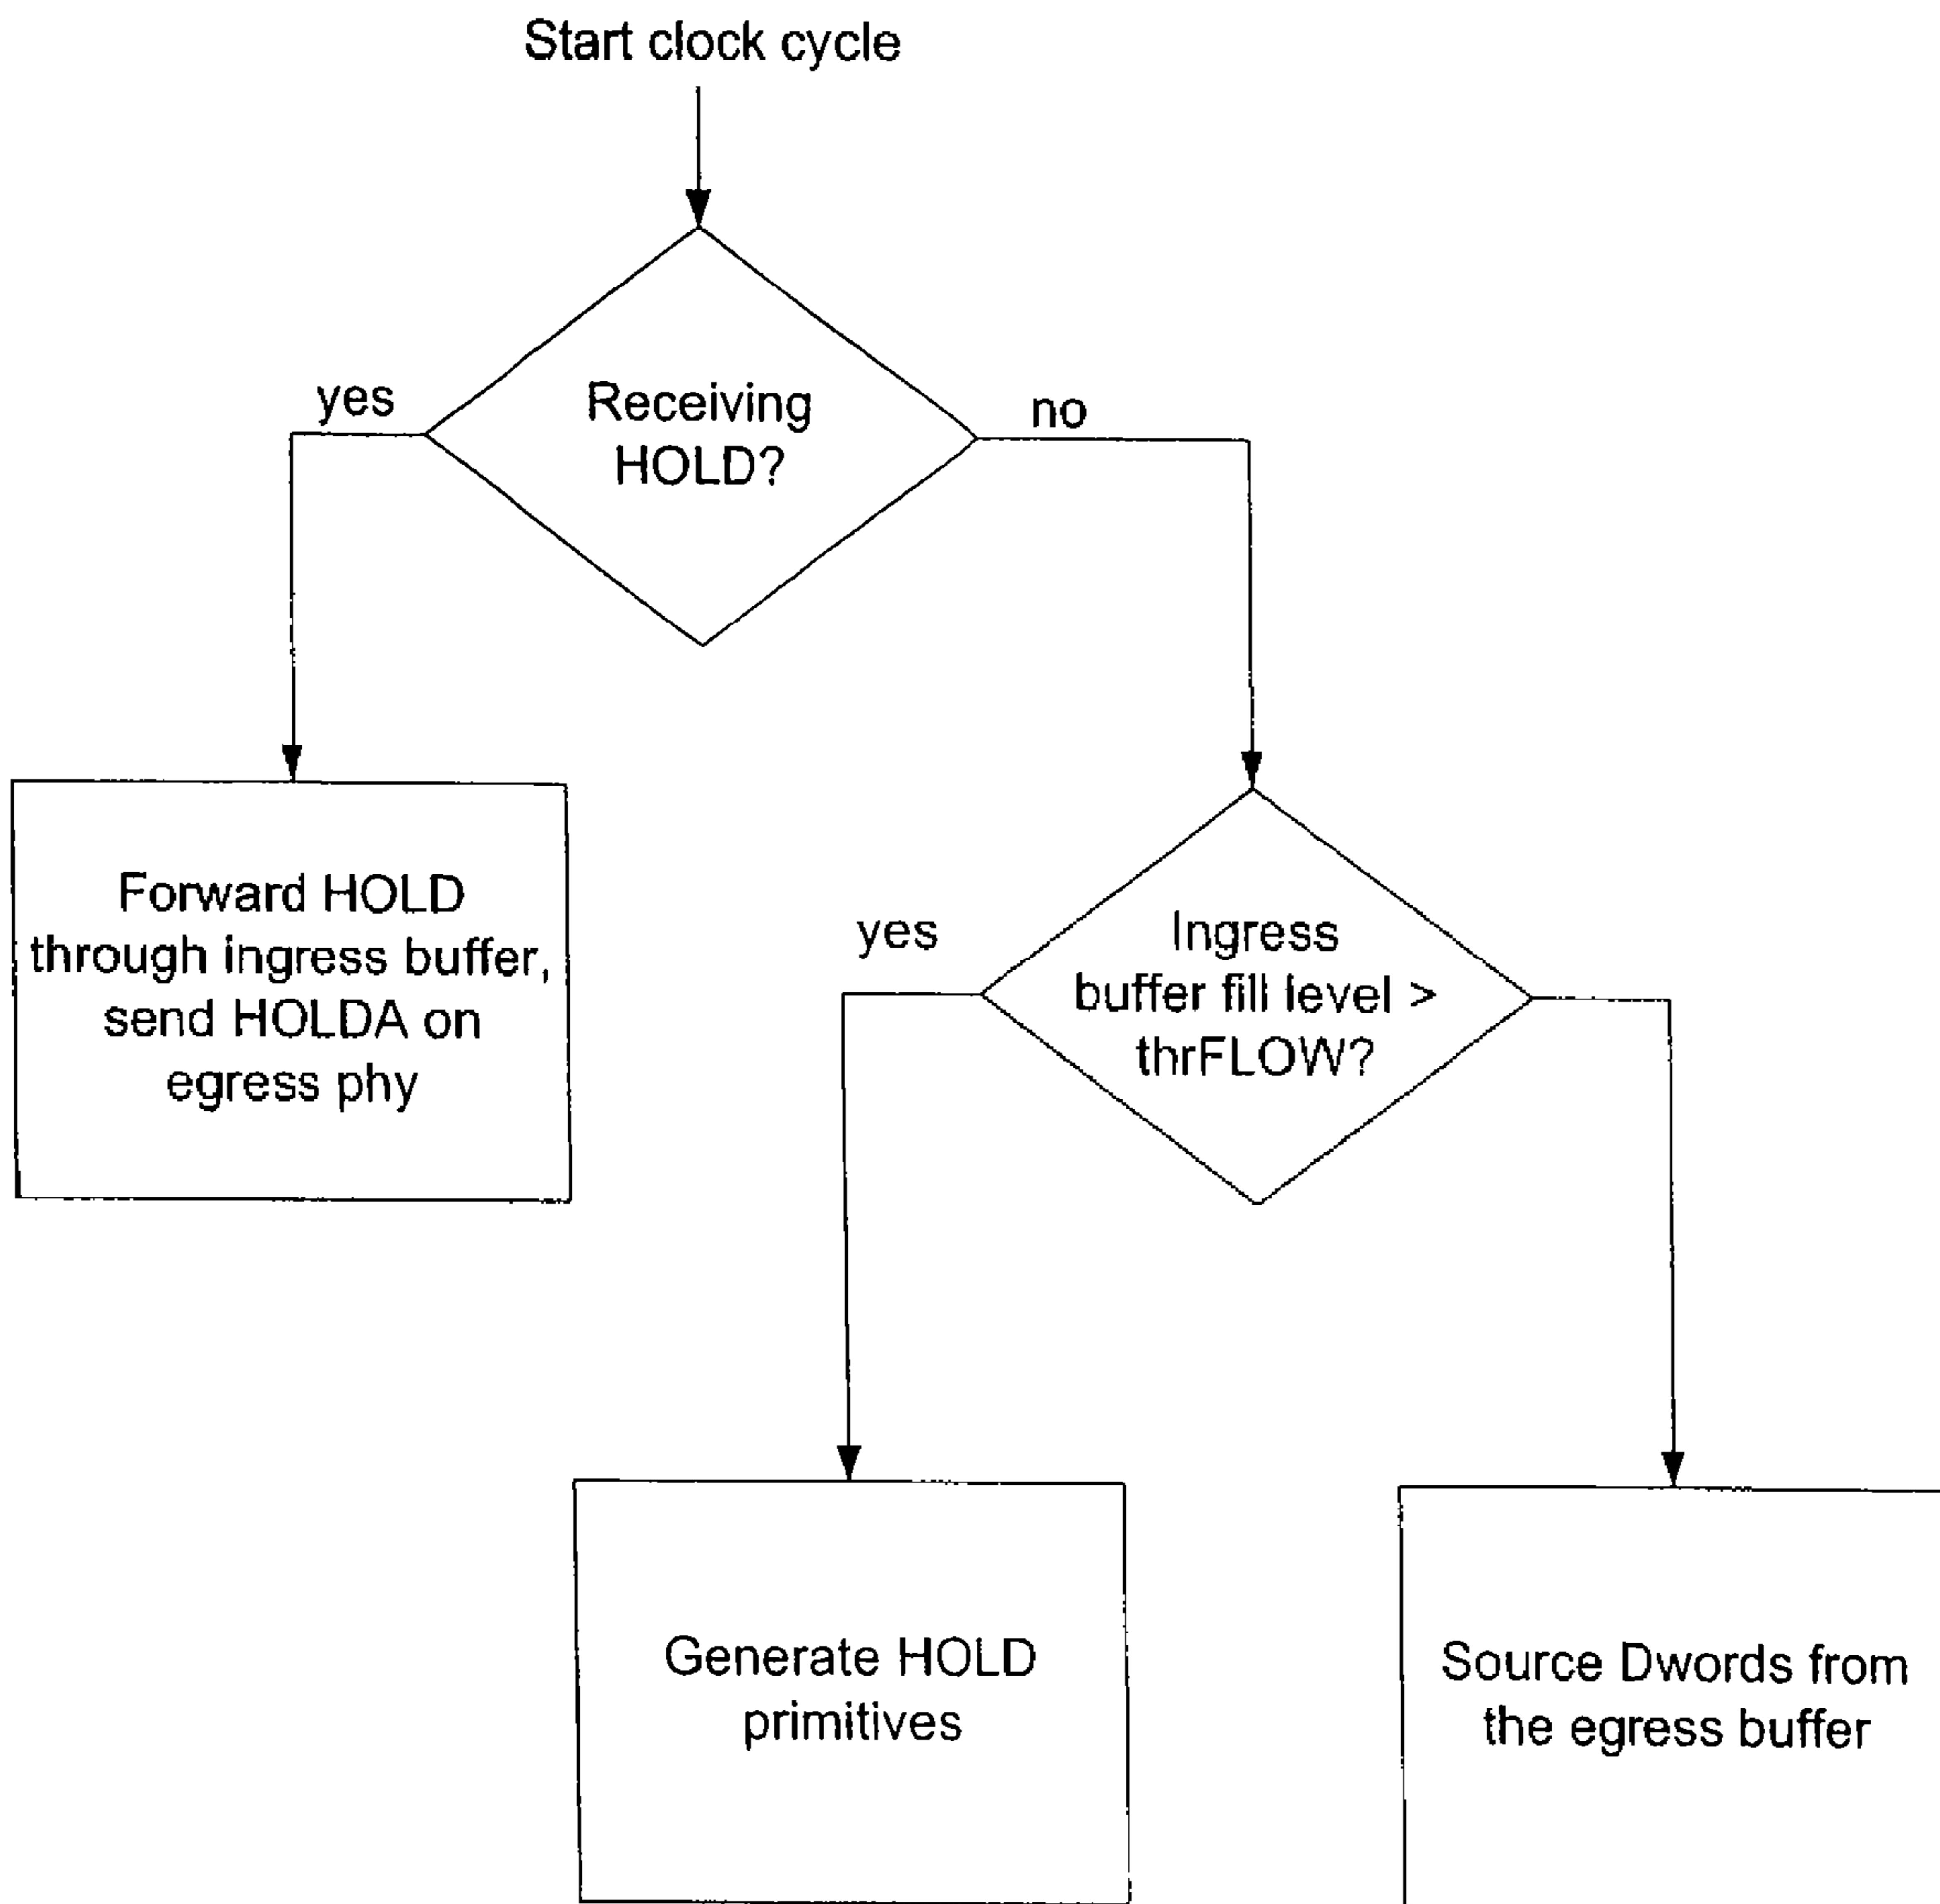 Start clock cycle
yes
Receiving
HOLD?
no
Forward HOLD
through ingress buffer,
send HOLDA on
egress phy
yes
Ingress
buffer fill level >
thrFLOW?
Generate HOLD
primitives
Source Dwords from
the egress buffer